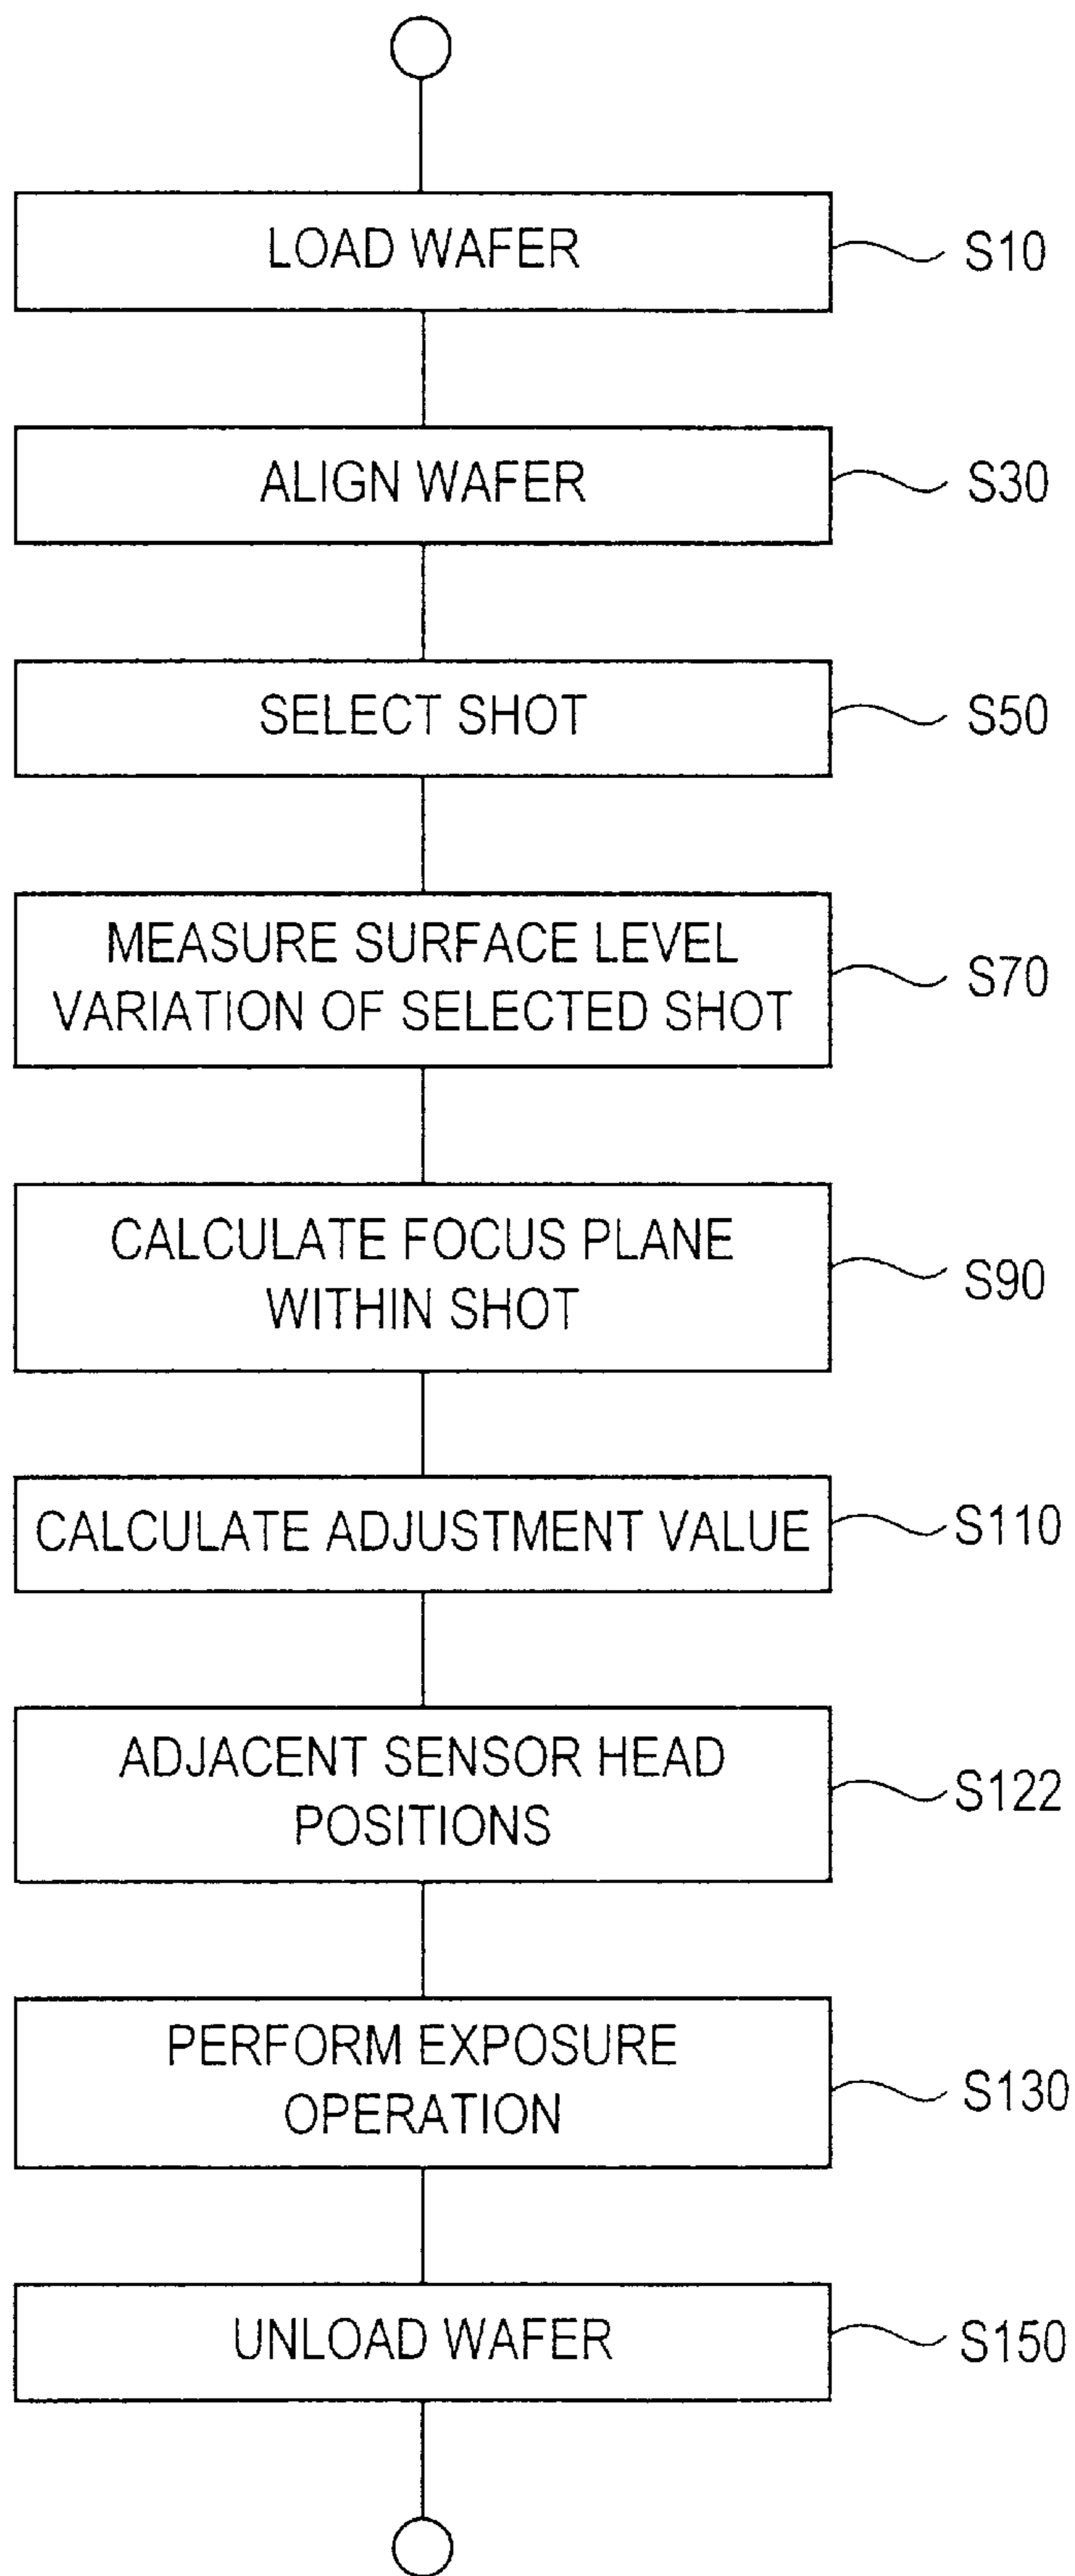 LOAD WAFER
S10
ALIGN WAFER
S30
SELECT SHOT
S50
MEASURE SURFACE LEVEL
VARIATION OF SELECTED SHOT
S70
CALCULATE FOCUS PLANE
WITHIN SHOT
S90
CALCULATE ADJUSTMENT VALUE
S110
ADJACENT SENSOR HEAD
POSITIONS
S122
PERFORM EXPOSURE
OPERATION
S130
UNLOAD WAFER
S150